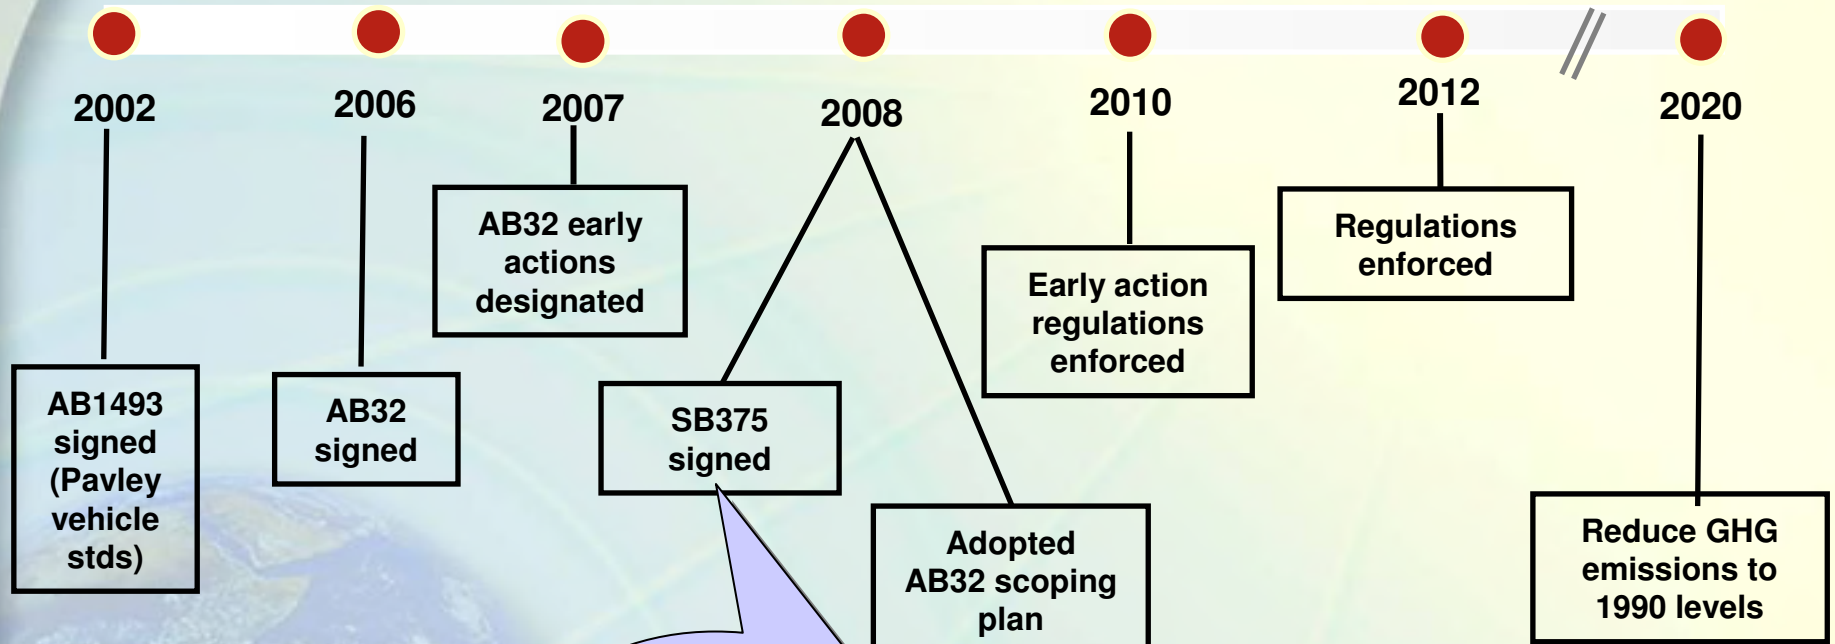 2002
2006
2007
2008
2010
2012
2020
AB1493
signed
(Pavley
vehicle
stds)
AB32
signed
AB32 early
actions
designated
SB375
signed
Adopted
AB32 scoping
plan
Early action
regulations
enforced
Regulations
enforced
Reduce GHG
emissions to
1990 levels